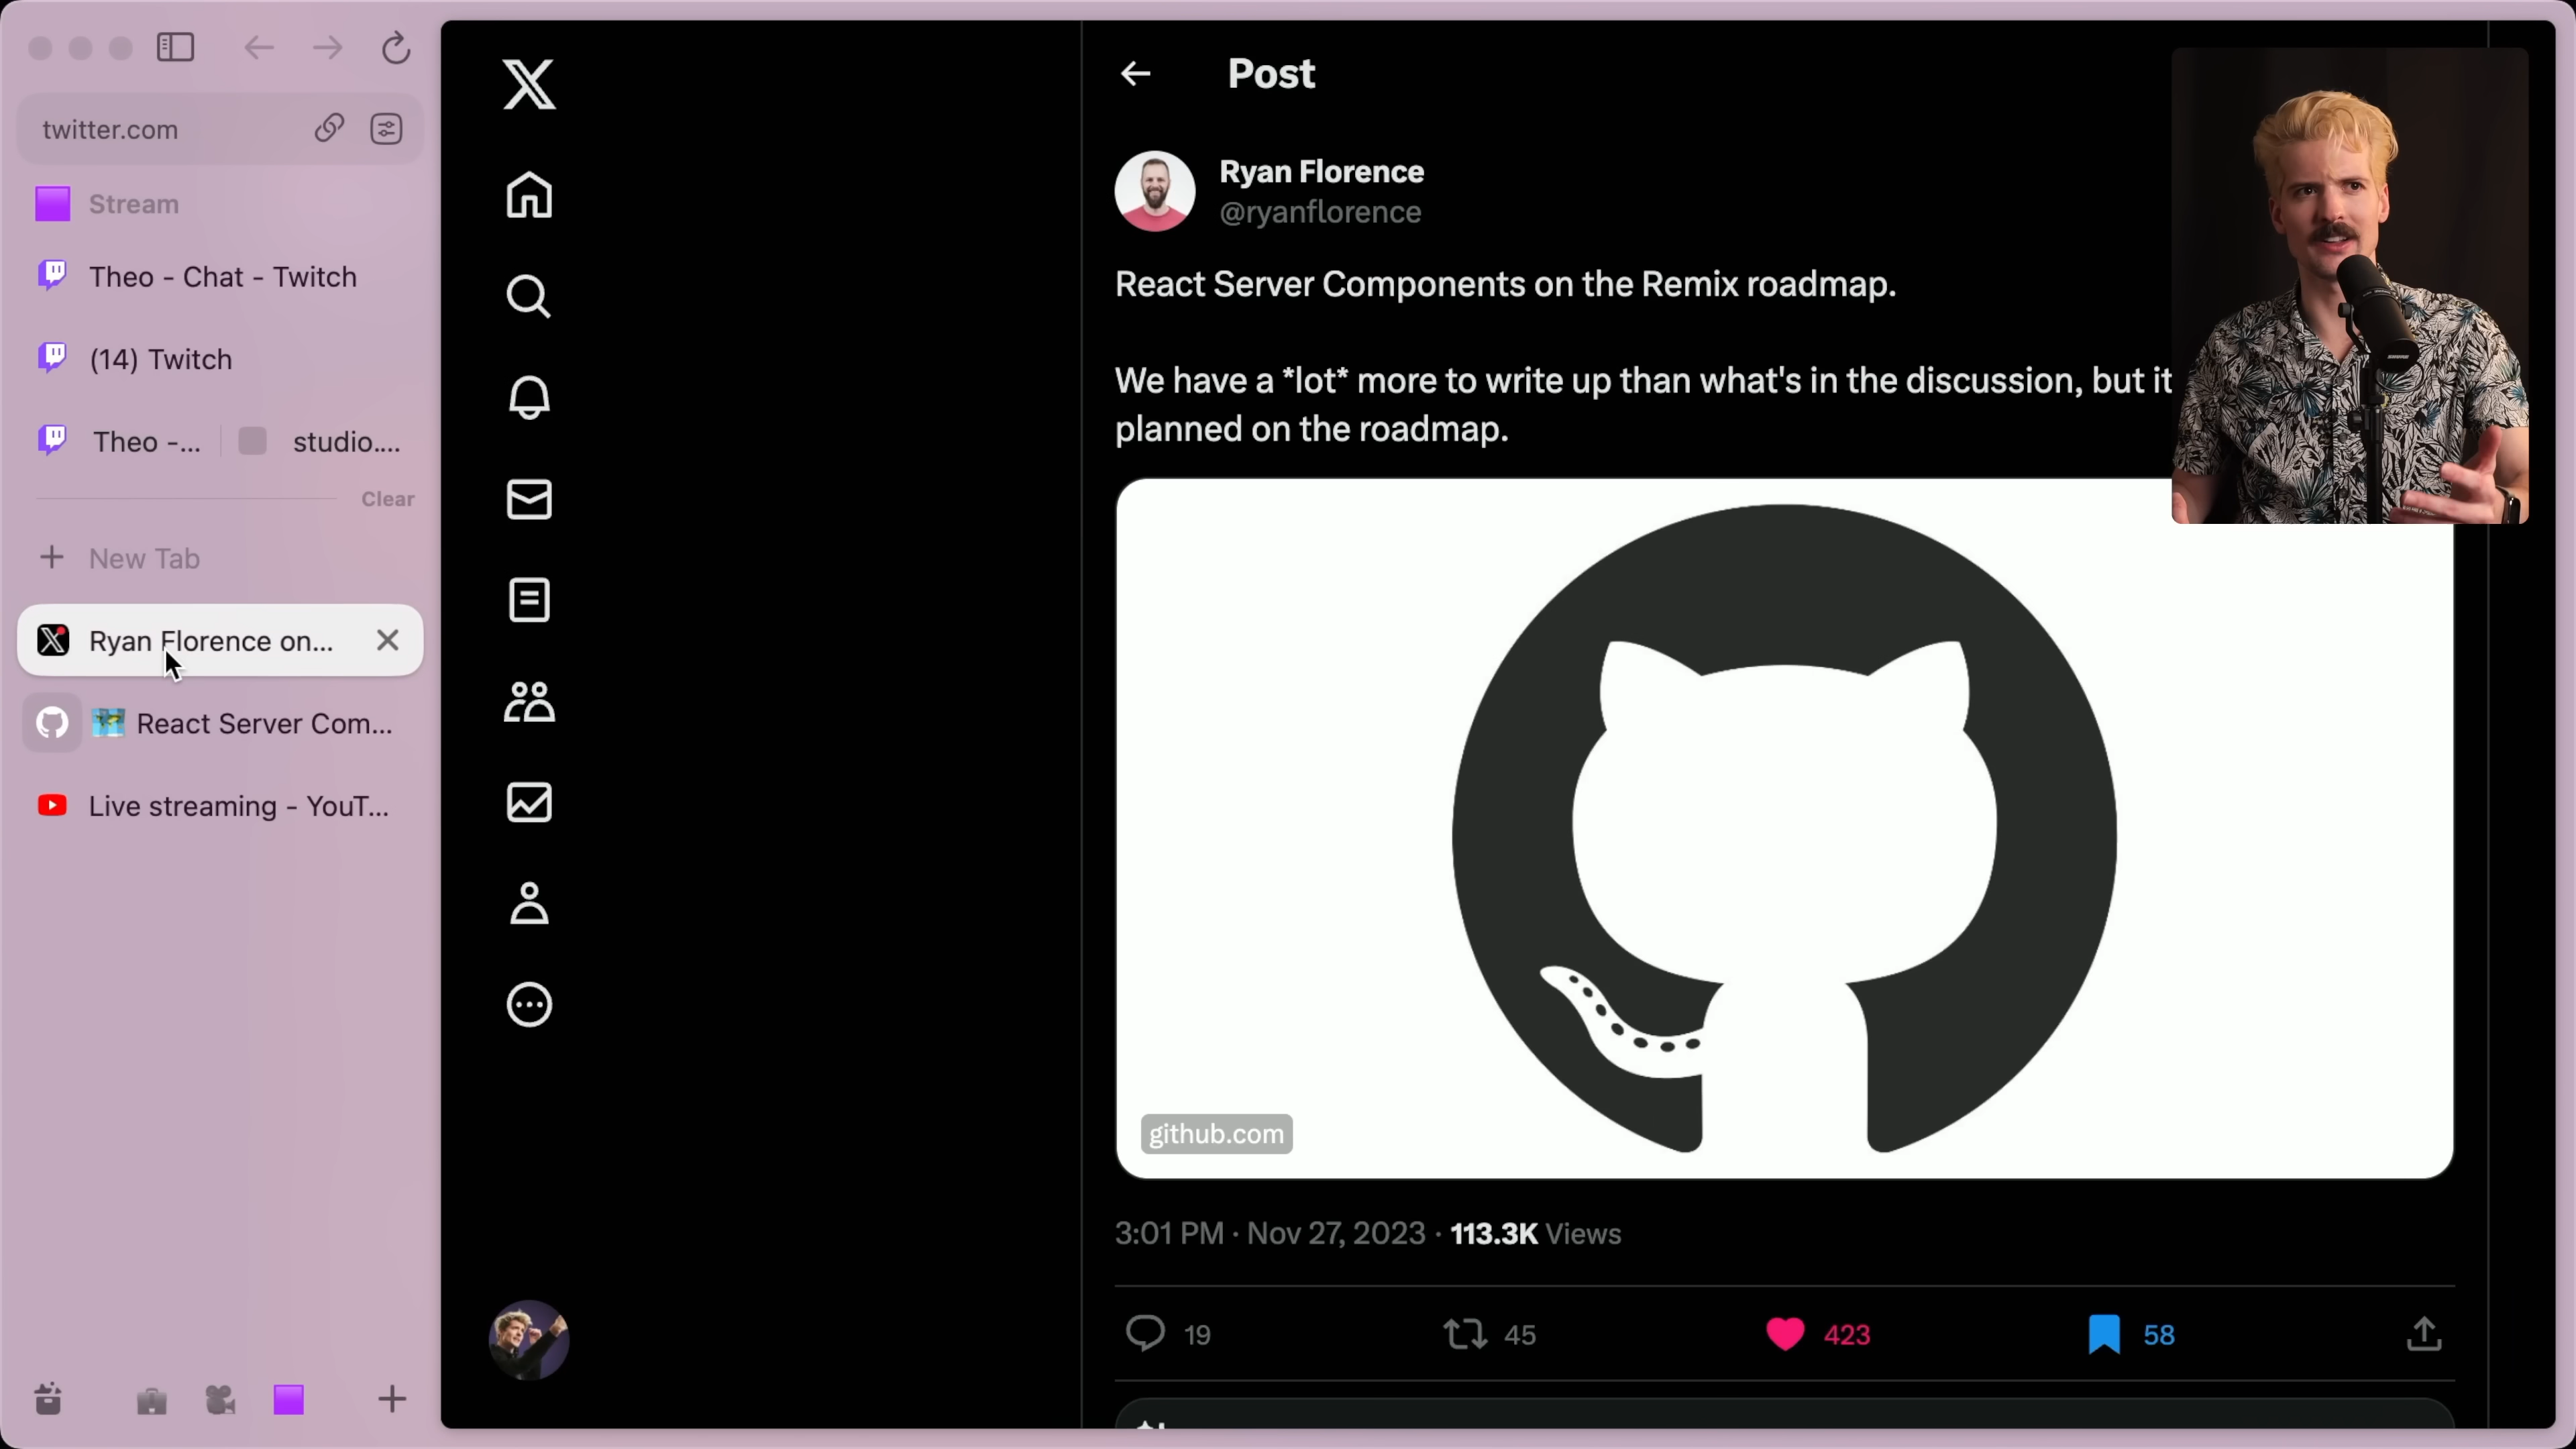 twitter.com
Stream
Theo - Chat - Twitch
(14) Twitch
Theo -...
studio....
Clear
New Tab
Ryan Florence on...
React Server Com...
Live streaming - YouT...
Post
Ryan Florence
@ryanflorence
React Server Components on the Remix roadmap.
We have a *lot* more to write up than what's in the discussion, but it
planned on the roadmap.
github.com
3:01 PM · Nov 27, 2023 · 113.3K Views
19
45
423
58